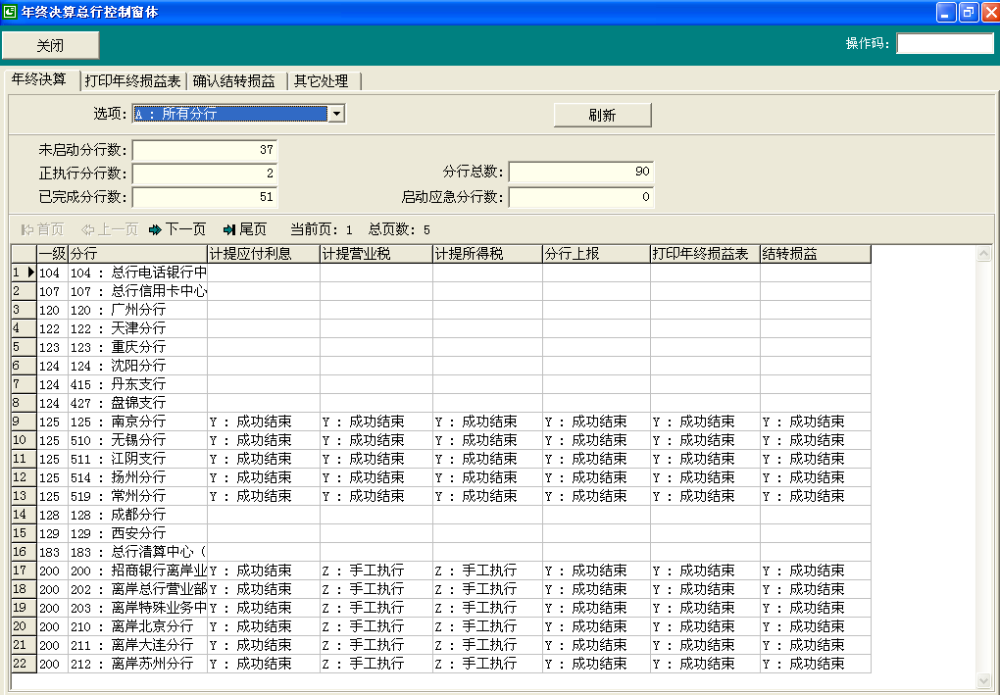 年终决算总行控制窗体
关闭 操作码:
年终决算 打印年终损益表 确认结转损益 其它处理
选项: A : 所有分行 刷新
未启动分行数: 37
正执行分行数: 2 分行总数: 90
已完成分行数: 51 启动应急分行数: 0
首页 上一页 下一页 尾页 当前页: 1 总页数: 5
一级 分行 计提应付利息 计提营业税 计提所得税 分行上报 打印年终损益表 结转损益
1 104 104 : 总行电话银行中
2 107 107 : 总行信用卡中心
3 120 120 : 广州分行
4 122 122 : 天津分行
5 123 123 : 重庆分行
6 124 124 : 沈阳分行
7 124 415 : 丹东支行
8 124 427 : 盘锦支行
9 125 125 : 南京分行 Y : 成功结束 Y : 成功结束 Y : 成功结束 Y : 成功结束 Y : 成功结束 Y : 成功结束
10 125 510 : 无锡分行 Y : 成功结束 Y : 成功结束 Y : 成功结束 Y : 成功结束 Y : 成功结束 Y : 成功结束
11 125 511 : 江阴支行 Y : 成功结束 Y : 成功结束 Y : 成功结束 Y : 成功结束 Y : 成功结束 Y : 成功结束
12 125 514 : 扬州分行 Y : 成功结束 Y : 成功结束 Y : 成功结束 Y : 成功结束 Y : 成功结束 Y : 成功结束
13 125 519 : 常州分行 Y : 成功结束 Y : 成功结束 Y : 成功结束 Y : 成功结束 Y : 成功结束 Y : 成功结束
14 128 128 : 成都分行
15 129 129 : 西安分行
16 183 183 : 总行清算中心（
17 200 200 : 招商银行离岸业 Y : 成功结束 Z : 手工执行 Z : 手工执行 Y : 成功结束 Y : 成功结束 Y : 成功结束
18 200 202 : 离岸总行营业部 Y : 成功结束 Z : 手工执行 Z : 手工执行 Y : 成功结束 Y : 成功结束 Y : 成功结束
19 200 203 : 离岸特殊业务中 Y : 成功结束 Z : 手工执行 Z : 手工执行 Y : 成功结束 Y : 成功结束 Y : 成功结束
20 200 210 : 离岸北京分行 Y : 成功结束 Z : 手工执行 Z : 手工执行 Y : 成功结束 Y : 成功结束 Y : 成功结束
21 200 211 : 离岸大连分行 Y : 成功结束 Z : 手工执行 Z : 手工执行 Y : 成功结束 Y : 成功结束 Y : 成功结束
22 200 212 : 离岸苏州分行 Y : 成功结束 Z : 手工执行 Z : 手工执行 Y : 成功结束 Y : 成功结束 Y : 成功结束